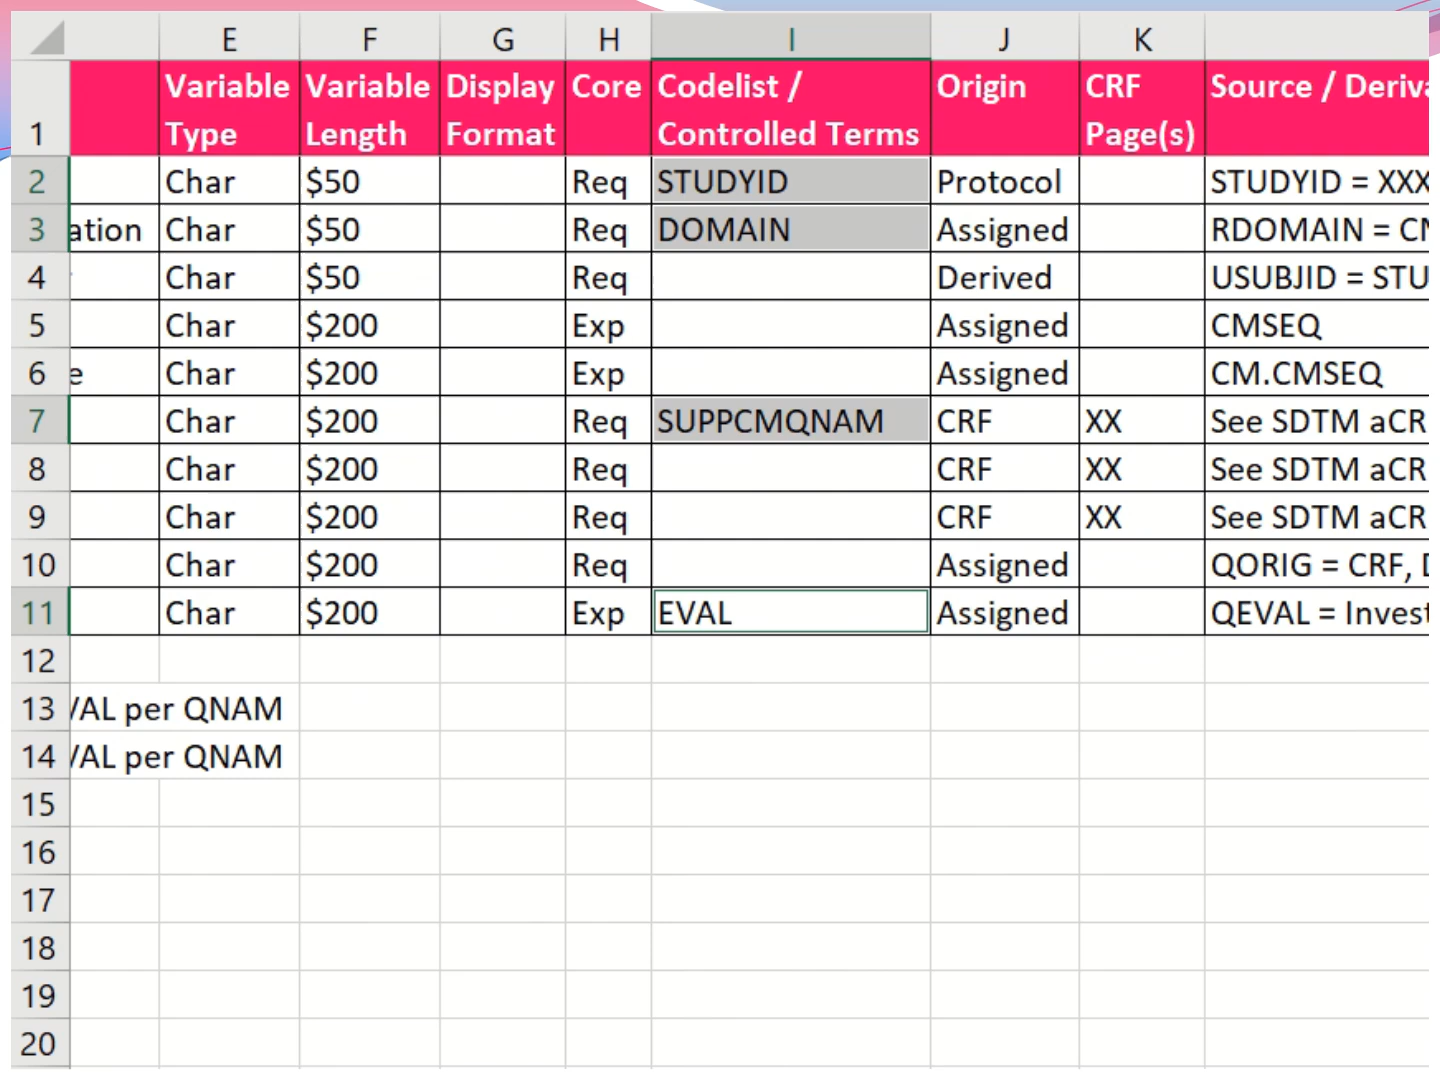 E F G H I J K
Variable Variable Display Core Codelist / Origin CRF Source / Deriva
1 Type Length Format Controlled Terms Page(s)
2 Char $50 Req STUDYID Protocol STUDYID = XXX
3 ation Char $50 Req DOMAIN Assigned RDOMAIN = CM
4 Char $50 Req Derived USUBJID = STU
5 Char $200 Exp Assigned CMSEQ
6 e Char $200 Exp Assigned CM.CMSEQ
7 Char $200 Req SUPPCMQNAM CRF XX See SDTM aCR
8 Char $200 Req CRF XX See SDTM aCR
9 Char $200 Req CRF XX See SDTM aCR
10 Char $200 Req Assigned QORIG = CRF,
11 Char $200 Exp EVAL Assigned QEVAL = Invest
12
13 VAL per QNAM
14 VAL per QNAM
15
16
17
18
19
20